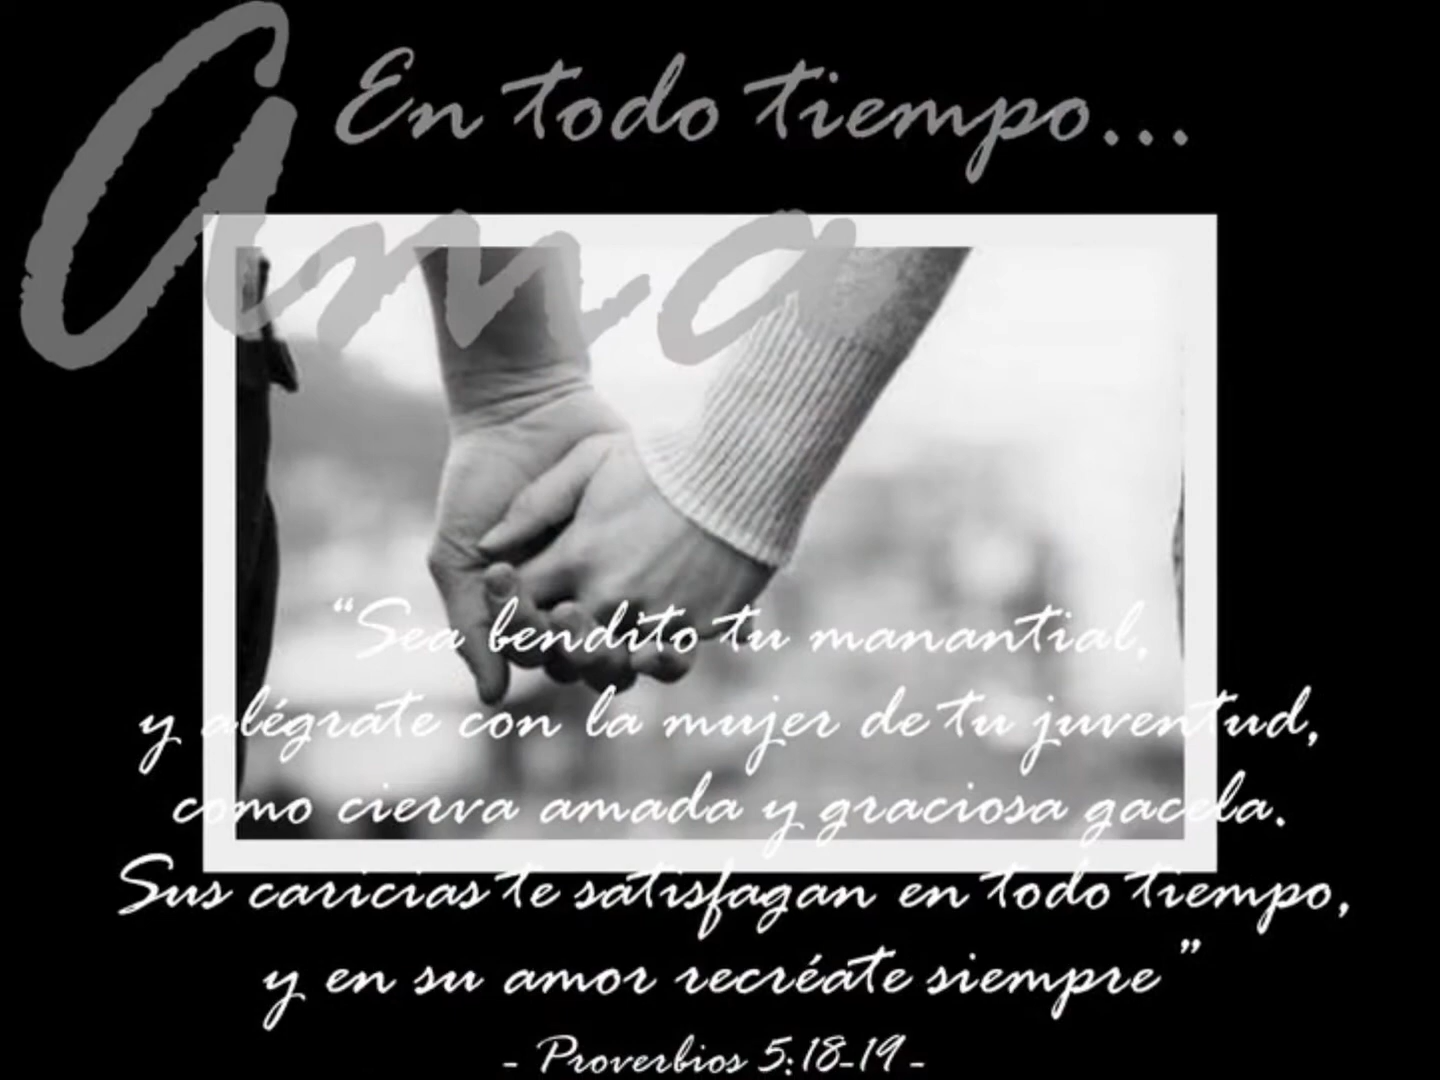 En todo tiempo...
Ama
“Sea bendito tu manantial,
y alégrate con la mujer de tu juventud,
como cierva amada y graciosa gacela.
Sus caricias te satisfagan en todo tiempo,
y en su amor recréate siempre”
- Proverbios 5:18-19 -